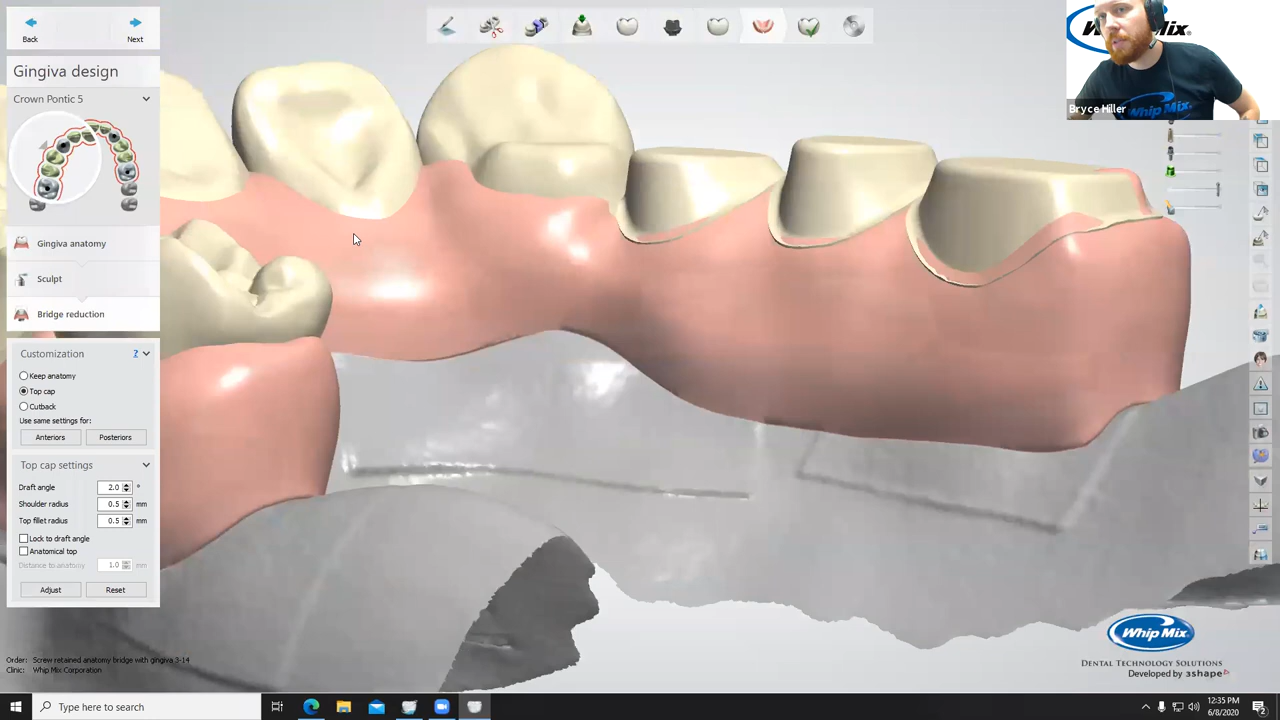 Back
Next
Gingiva design
Crown Pontic 5
Gingiva anatomy
Sculpt
Bridge reduction
Customization
?
Keep anatomy
Top cap
Cutback
Use same settings for:
Anteriors
Posteriors
Top cap settings
Draft angle 2.0 °
Shoulder radius 0.5 mm
Top fillet radius 0.5 mm
Lock to draft angle
Anatomical top
Distance to anatomy 1.0 mm
Adjust
Reset
Order: Screw retained anatomy bridge with gingiva 3-14
Clinic: Whip Mix Corporation
Whip Mix
Bryce Hiller
Whip Mix®
DENTAL TECHNOLOGY SOLUTIONS
Developed by 3shape
Type here to search
12:35 PM
6/8/2020
2